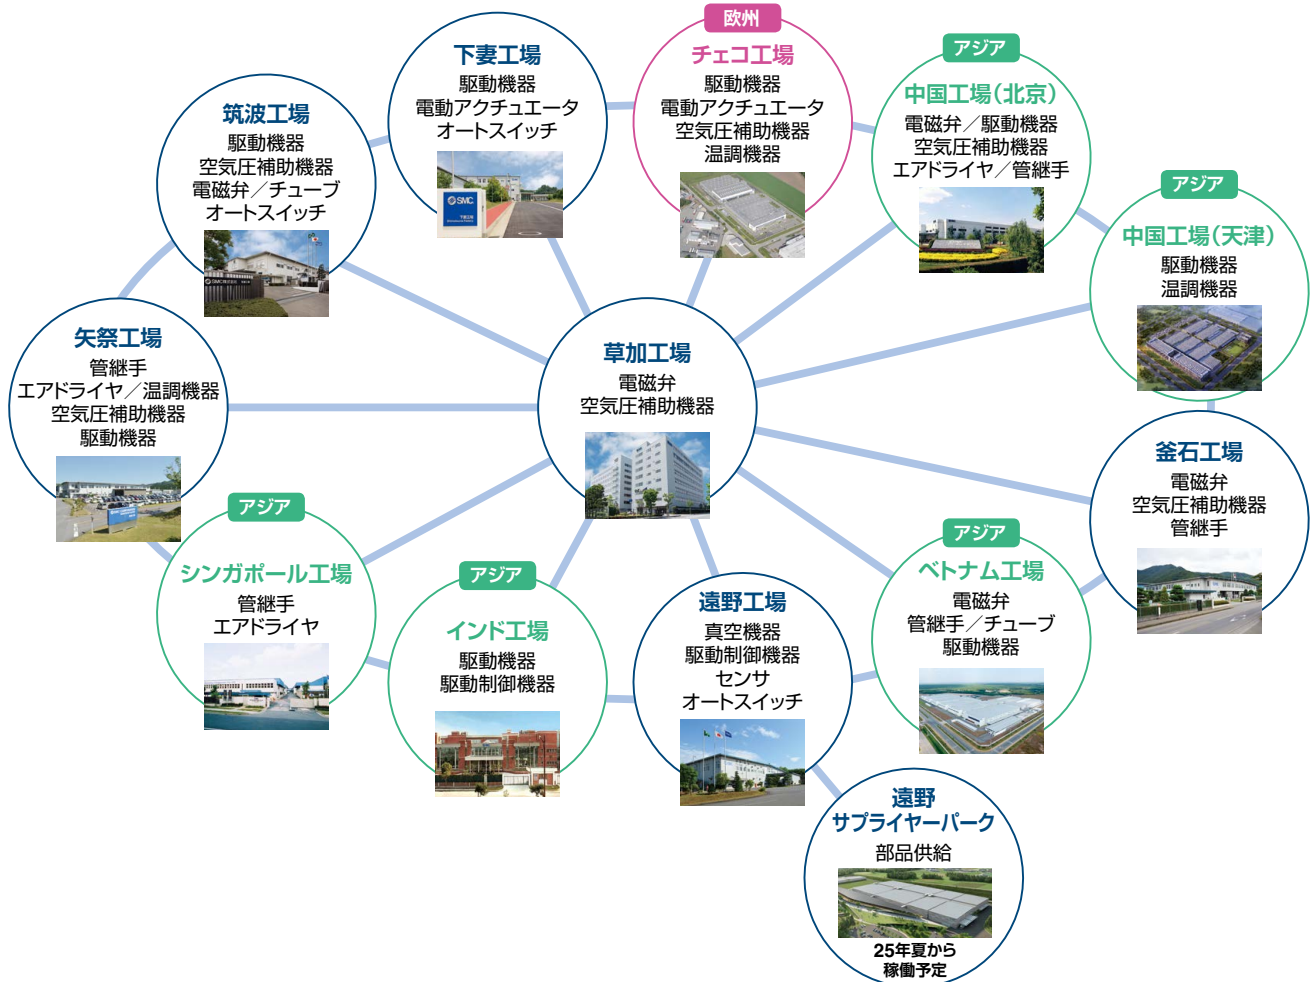 下妻工場
駆動機器
電動アクチュエータ
オートスイッチ
SMC
下妻工場
欧州
チェコ工場
駆動機器
電動アクチュエータ
空気圧補助機器
温調機器
アジア
中国工場（北京）
電磁弁／駆動機器
空気圧補助機器
エアドライヤ／管継手
アジア
中国工場（天津）
駆動機器
温調機器
筑波工場
駆動機器
空気圧補助機器
電磁弁／チューブ
オートスイッチ
矢祭工場
管継手
エアドライヤ／温調機器
空気圧補助機器
駆動機器
草加工場
電磁弁
空気圧補助機器
釜石工場
電磁弁
空気圧補助機器
管継手
アジア
シンガポール工場
管継手
エアドライヤ
アジア
インド工場
駆動機器
駆動制御機器
遠野工場
真空機器
駆動制御機器
センサ
オートスイッチ
アジア
ベトナム工場
電磁弁
管継手／チューブ
駆動機器
遠野
サプライヤーパーク
部品供給
25年夏から
稼働予定